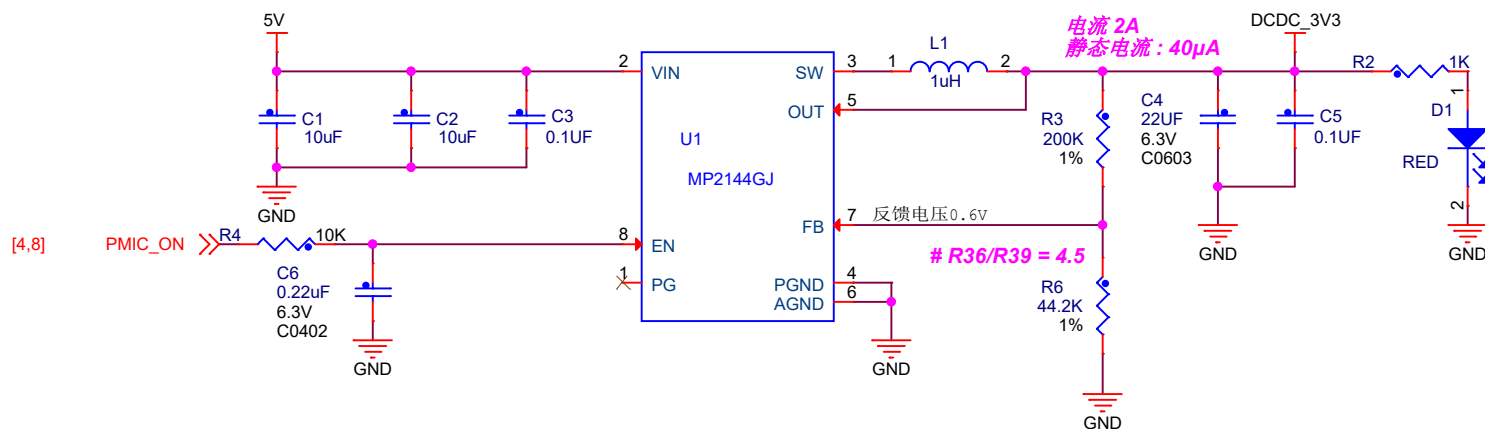 5V
电流 2A
静态电流 : 40µA
DCDC_3V3
2
VIN
SW
3
1
L1
2
1uH
R2
1K
1
C1
10uF
C2
10uF
C3
0.1UF
OUT
5
R3
200K
1%
C4
22UF
6.3V
C0603
C5
0.1UF
D1
RED
2
U1
MP2144GJ
GND
FB
7
反馈电压0.6V
GND
GND
[4,8]
PMIC_ON
R4
10K
8
EN
# R36/R39 = 4.5
1
PG
PGND
4
AGND
6
C6
0.22uF
6.3V
C0402
R6
44.2K
1%
GND
GND
GND